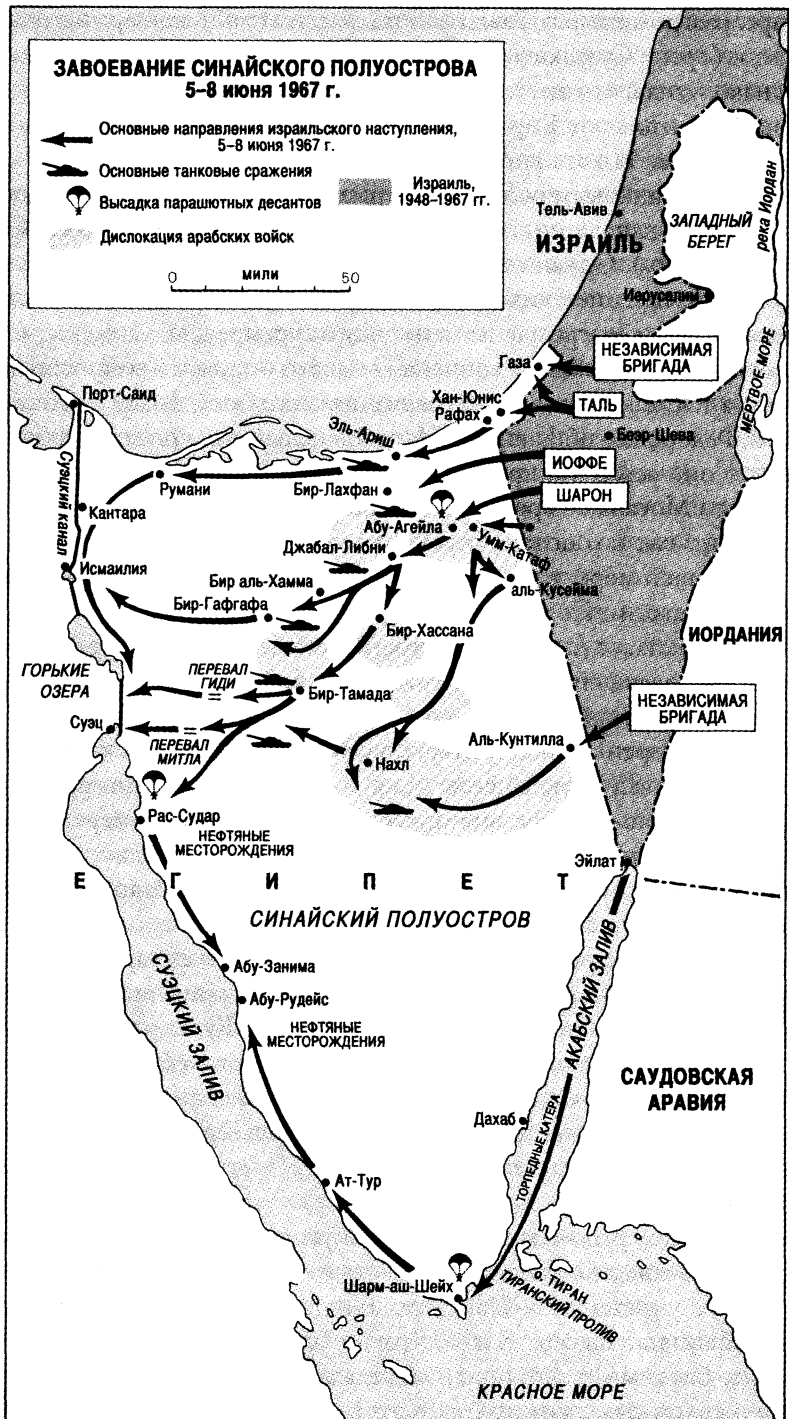 ЗАВОЕВАНИЕ СИНАЙСКОГО ПОЛУОСТРОВА
5–8 июня 1967 г.
Основные направления израильского наступления,
5–8 июня 1967 г.
Основные танковые сражения
Высадка парашютных десантов
Израиль,
1948–1967 гг.
Дислокация арабских войск
0 мили 50
Тель-Авив
ИЗРАИЛЬ
ЗАПАДНЫЙ
БЕРЕГ
река Иордан
Иерусалим
МЕРТВОЕ МОРЕ
Газа
НЕЗАВИСИМАЯ
БРИГАДА
Хан-Юнис
Рафах
ТАЛЬ
Беэр-Шева
Порт-Саид
Эль-Ариш
ИОФФЕ
Румани
Бир-Лахфан
ШАРОН
Суэцкий канал
Кантара
Абу-Агейла
Умм-Катаф
Джабал-Либни
Исмаилия
Бир аль-Хамма
аль-Кусейма
Бир-Гафгафа
Бир-Хассана
ИОРДАНИЯ
ГОРЬКИЕ
ОЗЕРА
ПЕРЕВАЛ
ГИДИ
Бир-Тамада
НЕЗАВИСИМАЯ
БРИГАДА
Суэц
ПЕРЕВАЛ
МИТЛА
Аль-Кунтилла
Нахл
Рас-Судар
НЕФТЯНЫЕ
МЕСТОРОЖДЕНИЯ
Эйлат
ЕГИПЕТ
СИНАЙСКИЙ ПОЛУОСТРОВ
СУЭЦКИЙ ЗАЛИВ
Абу-Занима
Абу-Рудейс
НЕФТЯНЫЕ
МЕСТОРОЖДЕНИЯ
АКАБСКИЙ ЗАЛИВ
САУДОВСКАЯ
АРАВИЯ
Дахаб
ТОРПЕДНЫЕ КАТЕРА
Ат-Тур
Шарм-аш-Шейх
о. ТИРАН
ТИРАНСКИЙ ПРОЛИВ
КРАСНОЕ МОРЕ